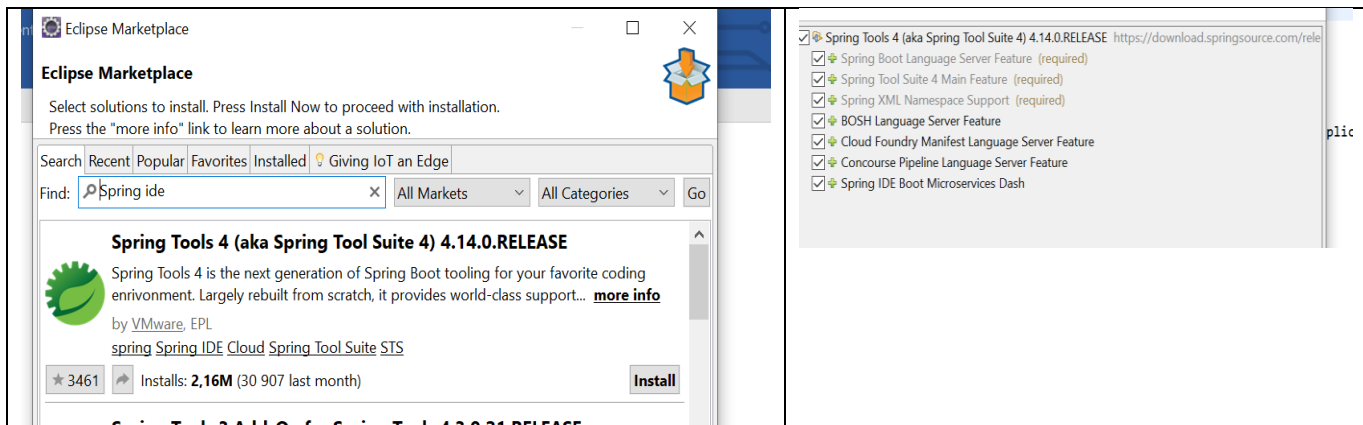 Eclipse Marketplace
Eclipse Marketplace
Select solutions to install. Press Install Now to proceed with installation.
Press the "more info" link to learn more about a solution.
Search Recent Popular Favorites Installed Giving IoT an Edge
Find: Spring ide All Markets All Categories Go
Spring Tools 4 (aka Spring Tool Suite 4) 4.14.0.RELEASE
Spring Tools 4 is the next generation of Spring Boot tooling for your favorite coding
enrivonment. Largely rebuilt from scratch, it provides world-class support... more info
by VMware, EPL
spring Spring IDE Cloud Spring Tool Suite STS
3461 Installs: 2,16M (30 907 last month) Install
Spring Tools 4 (aka Spring Tool Suite 4) 4.14.0.RELEASE https://download.springsource.com/rele
Spring Boot Language Server Feature (required)
Spring Tool Suite 4 Main Feature (required)
Spring XML Namespace Support (required)
BOSH Language Server Feature
Cloud Foundry Manifest Language Server Feature
Concourse Pipeline Language Server Feature
Spring IDE Boot Microservices Dash
plic